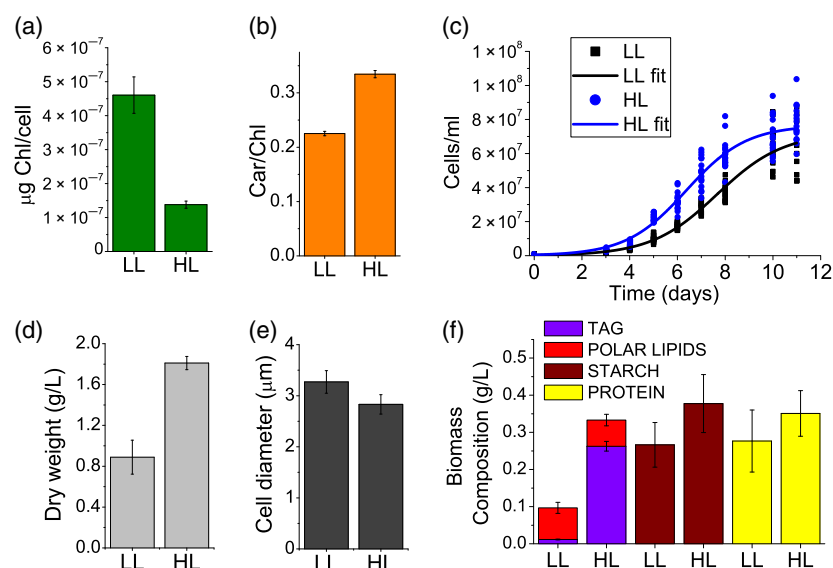 (a)
µg Chl/cell
6 × 10⁻⁷
5 × 10⁻⁷
4 × 10⁻⁷
3 × 10⁻⁷
2 × 10⁻⁷
1 × 10⁻⁷
0
LL HL
(b)
Car/Chl
0.3
0.2
0.1
0.0
LL HL
(c)
Cells/ml
1 × 10⁸
1 × 10⁸
8 × 10⁷
6 × 10⁷
4 × 10⁷
2 × 10⁷
0
LL
LL fit
HL
HL fit
0 2 4 6 8 10 12
Time (days)
(d)
Dry weight (g/L)
2.0
1.6
1.2
0.8
0.4
0.0
LL HL
(e)
Cell diameter (µm)
4
3
2
1
0
LL HL
(f)
TAG
POLAR LIPIDS
STARCH
PROTEIN
Biomass
Composition (g/L)
0.5
0.4
0.3
0.2
0.1
0.0
LL HL LL HL LL HL